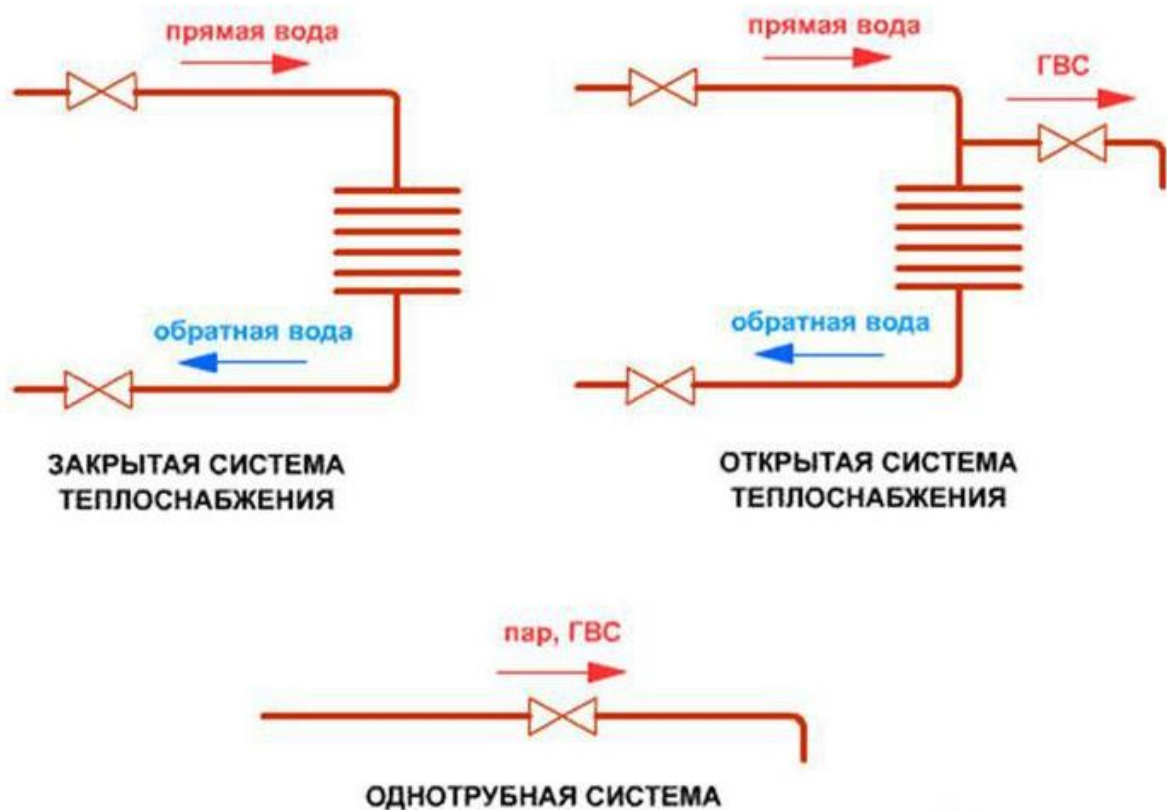 прямая вода
обратная вода
ЗАКРЫТАЯ СИСТЕМА
ТЕПЛОСНАБЖЕНИЯ
прямая вода
ГВС
обратная вода
ОТКРЫТАЯ СИСТЕМА
ТЕПЛОСНАБЖЕНИЯ
пар, ГВС
ОДНОТРУБНАЯ СИСТЕМА